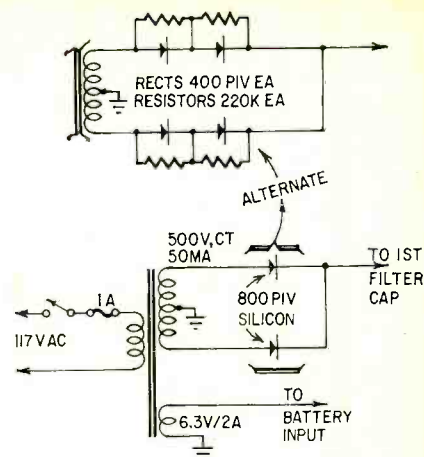 RECTS 400 PIV EA
RESISTORS 220K EA
ALTERNATE
500V,CT
50MA
TO 1ST
FILTER
CAP
1A
800 PIV
SILICON
117VAC
TO
BATTERY
INPUT
6.3V/2A